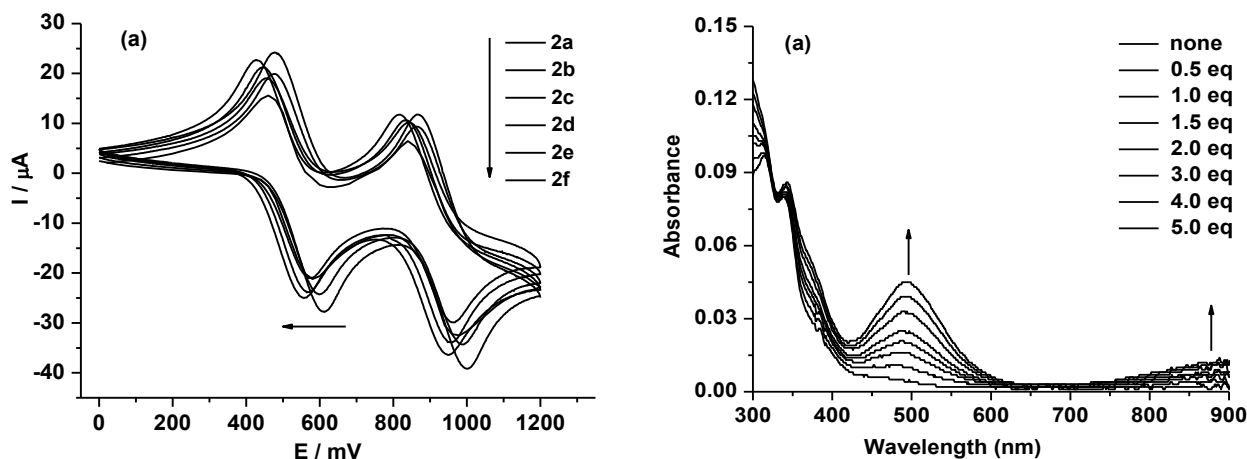 (a)
2a
2b
2c
2d
2e
2f
30
20
10
0
-10
-20
-30
-40
I / μA
0 200 400 600 800 1000 1200
E / mV
(a)
none
0.5 eq
1.0 eq
1.5 eq
2.0 eq
3.0 eq
4.0 eq
5.0 eq
0.15
0.12
0.09
0.06
0.03
0.00
Absorbance
300 400 500 600 700 800 900
Wavelength (nm)